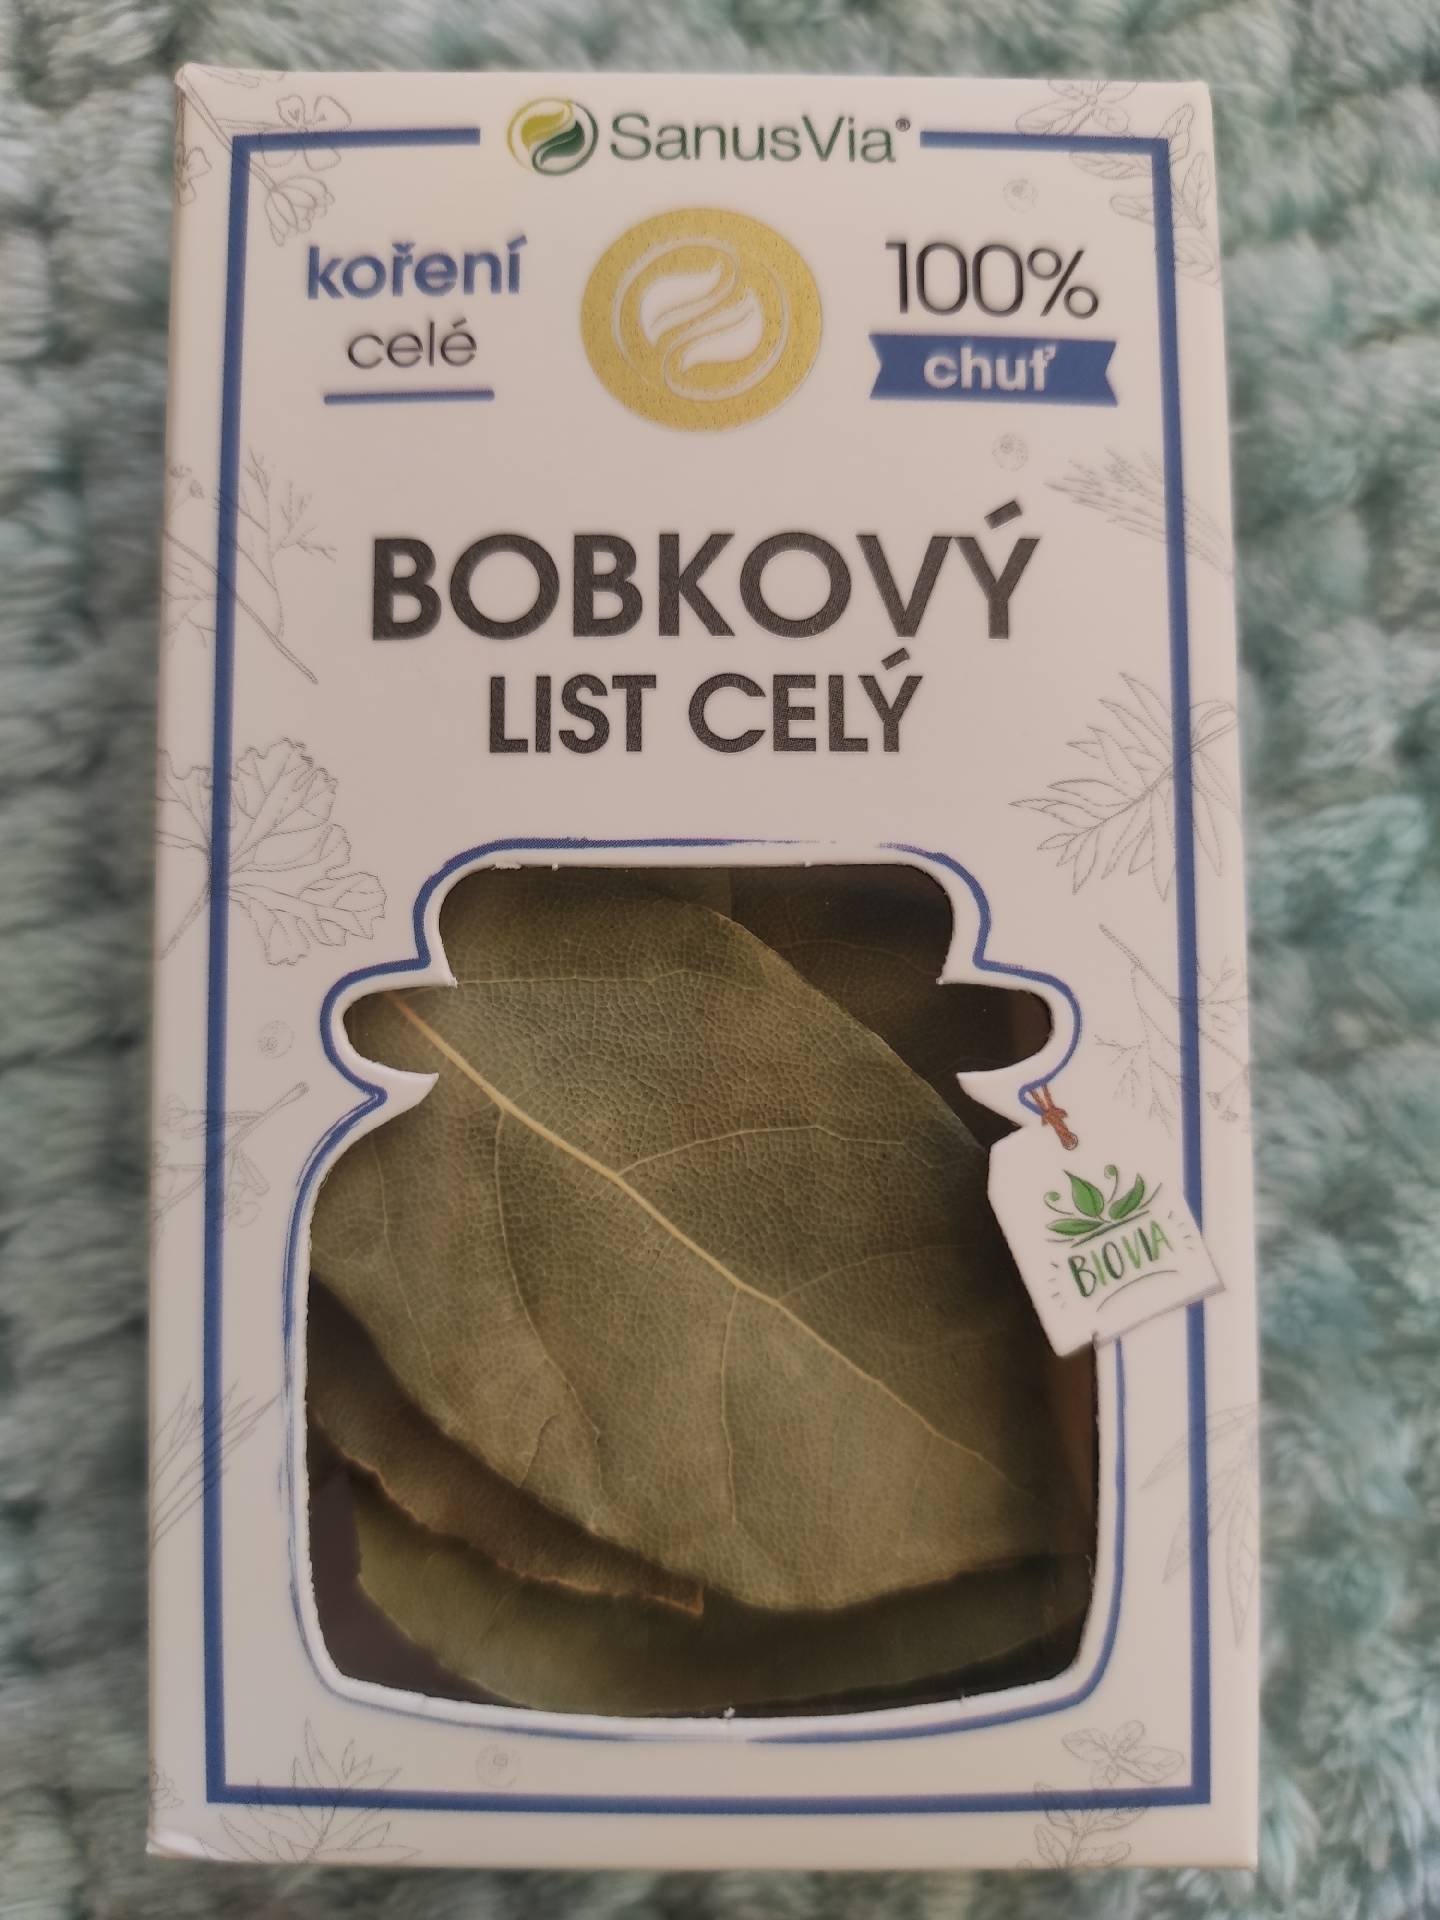 SanusVia®
koření
celé
100%
chuť
BOBKOVÝ
LIST CELÝ
BIOVIA